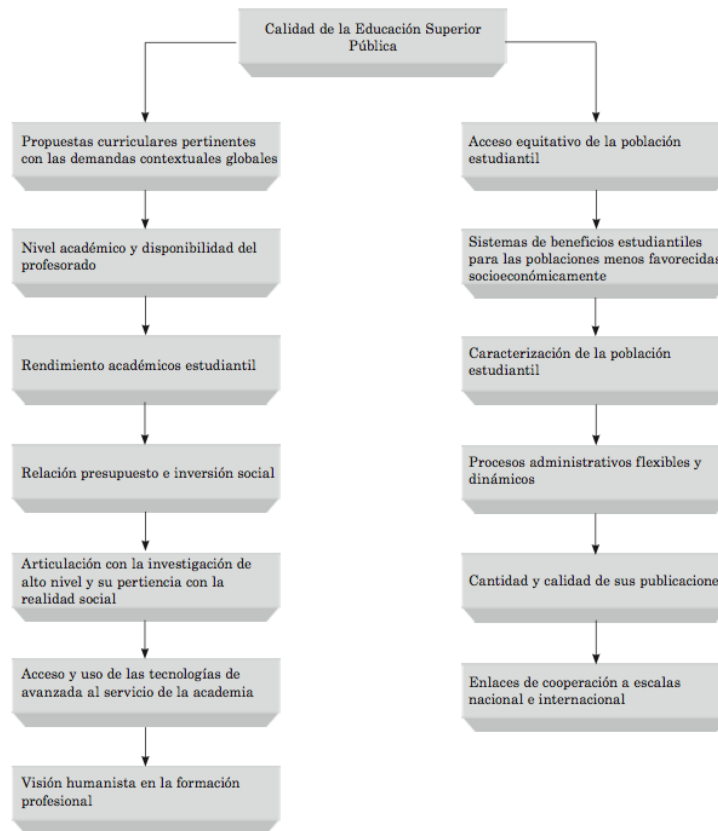 Calidad de la Educación Superior
Pública
Propuestas curriculares pertinentes
con las demandas contextuales globales
Nivel académico y disponibilidad del
profesorado
Rendimiento académicos estudiantil
Relación presupuesto e inversión social
Articulación con la investigación de
alto nivel y su pertiencia con la
realidad social
Acceso y uso de las tecnologías de
avanzada al servicio de la academia
Visión humanista en la formación
profesional
Acceso equitativo de la población
estudiantil
Sistemas de beneficios estudiantiles
para las poblaciones menos favorecidas
socioeconómicamente
Caracterización de la población
estudiantil
Procesos administrativos flexibles y
dinámicos
Cantidad y calidad de sus publicacione
Enlaces de cooperación a escalas
nacional e internacional